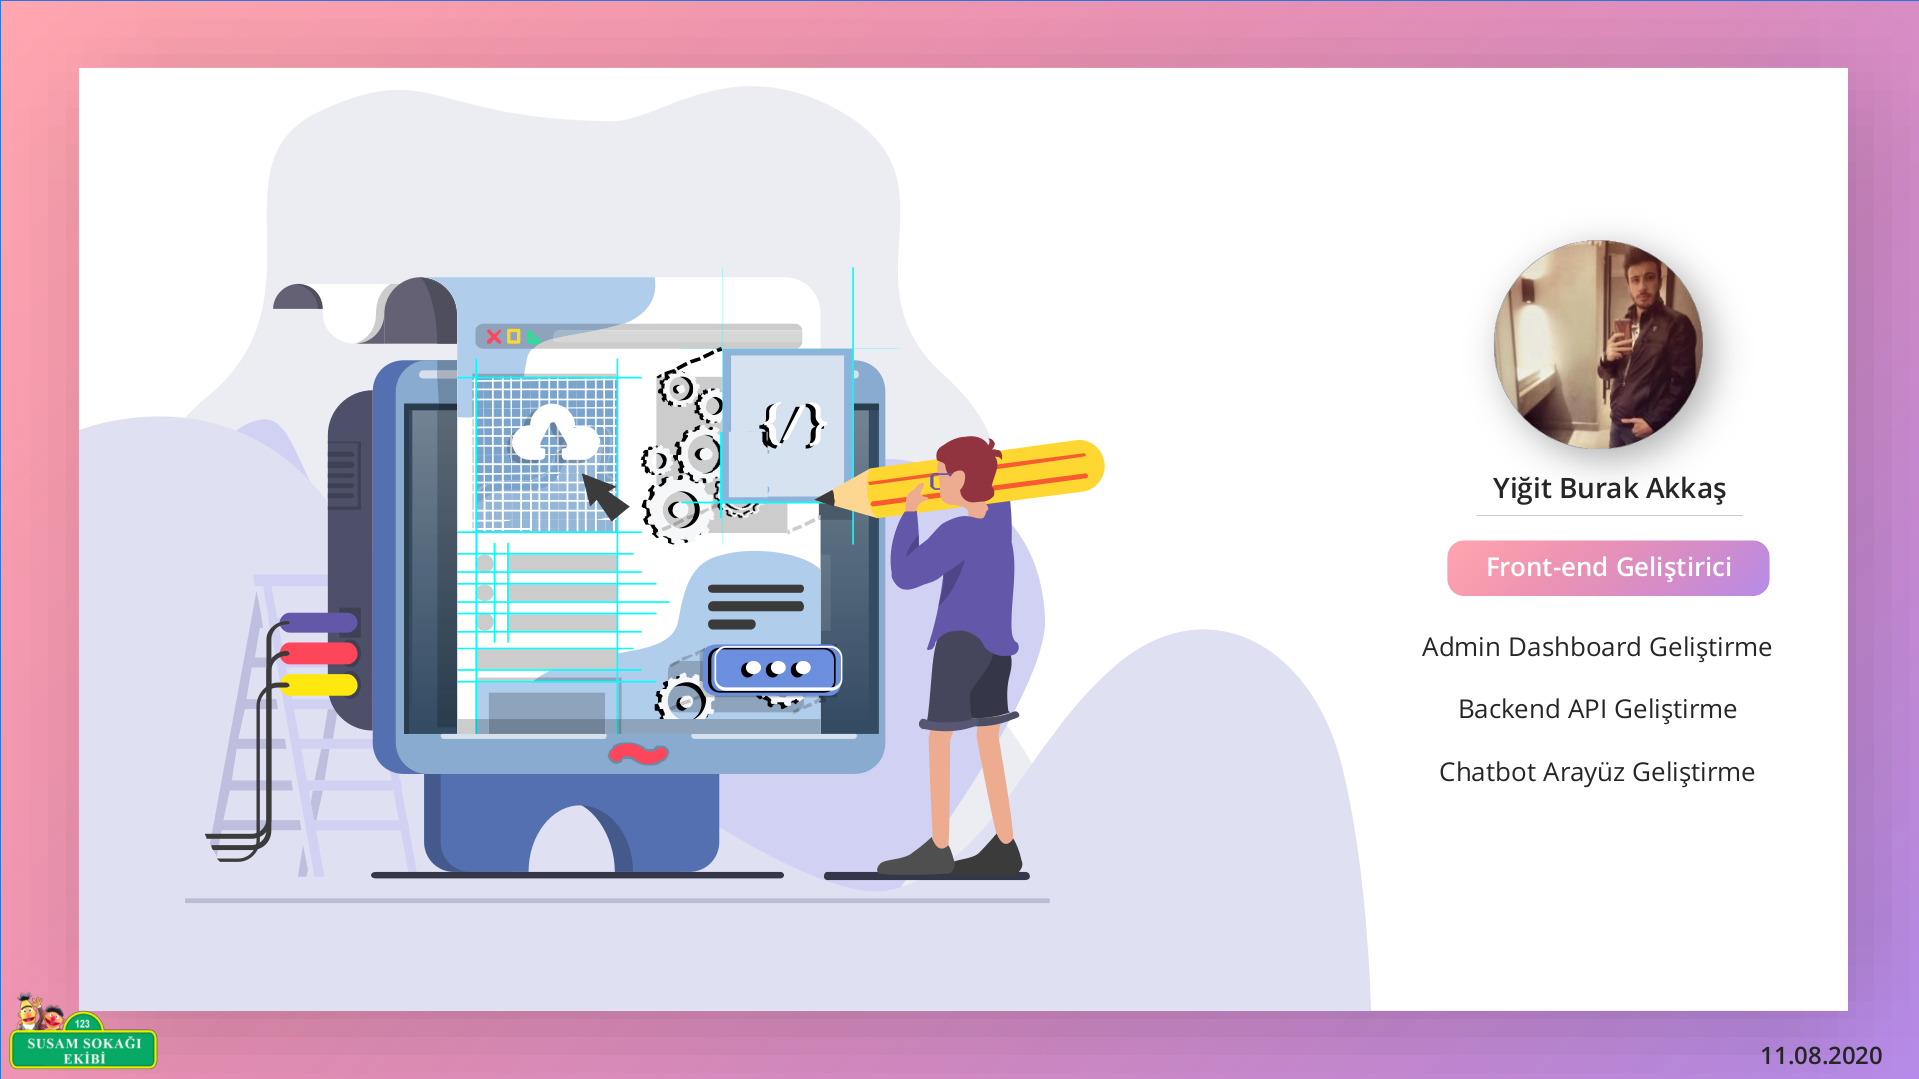 {/}
Yiğit Burak Akkaş
Front-end Geliştirici
Admin Dashboard Geliştirme
Backend API Geliştirme
Chatbot Arayüz Geliştirme
123
SUSAM SOKAĞI
EKİBİ
11.08.2020